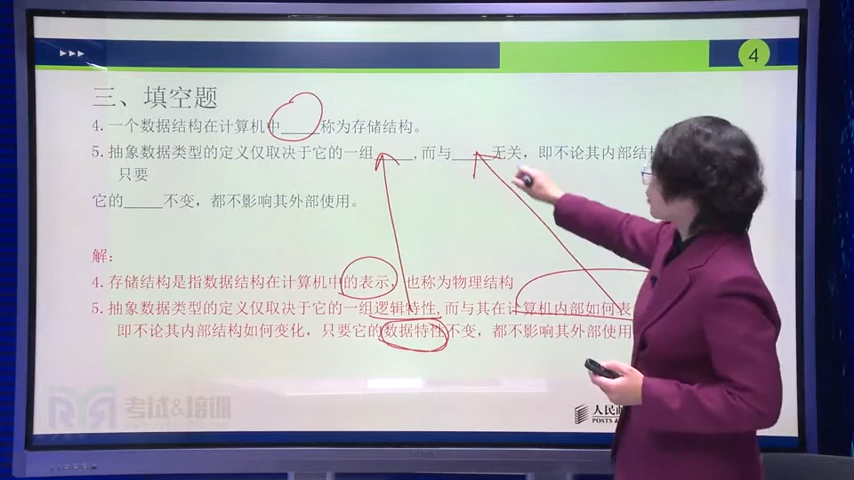 4
三、填空题
4.一个数据结构在计算机中____称为存储结构。
5.抽象数据类型的定义仅取决于它的一组____,而与____无关，即不论其内部结
只要
它的____不变，都不影响其外部使用。
解：
4.存储结构是指数据结构在计算机中的表示，也称为物理结构
5.抽象数据类型的定义仅取决于它的一组逻辑特性,而与其在计算机内部如何表
即不论其内部结构如何变化，只要它的数据特性不变，都不影响其外部使用
考试&培训
人民
POSTS &